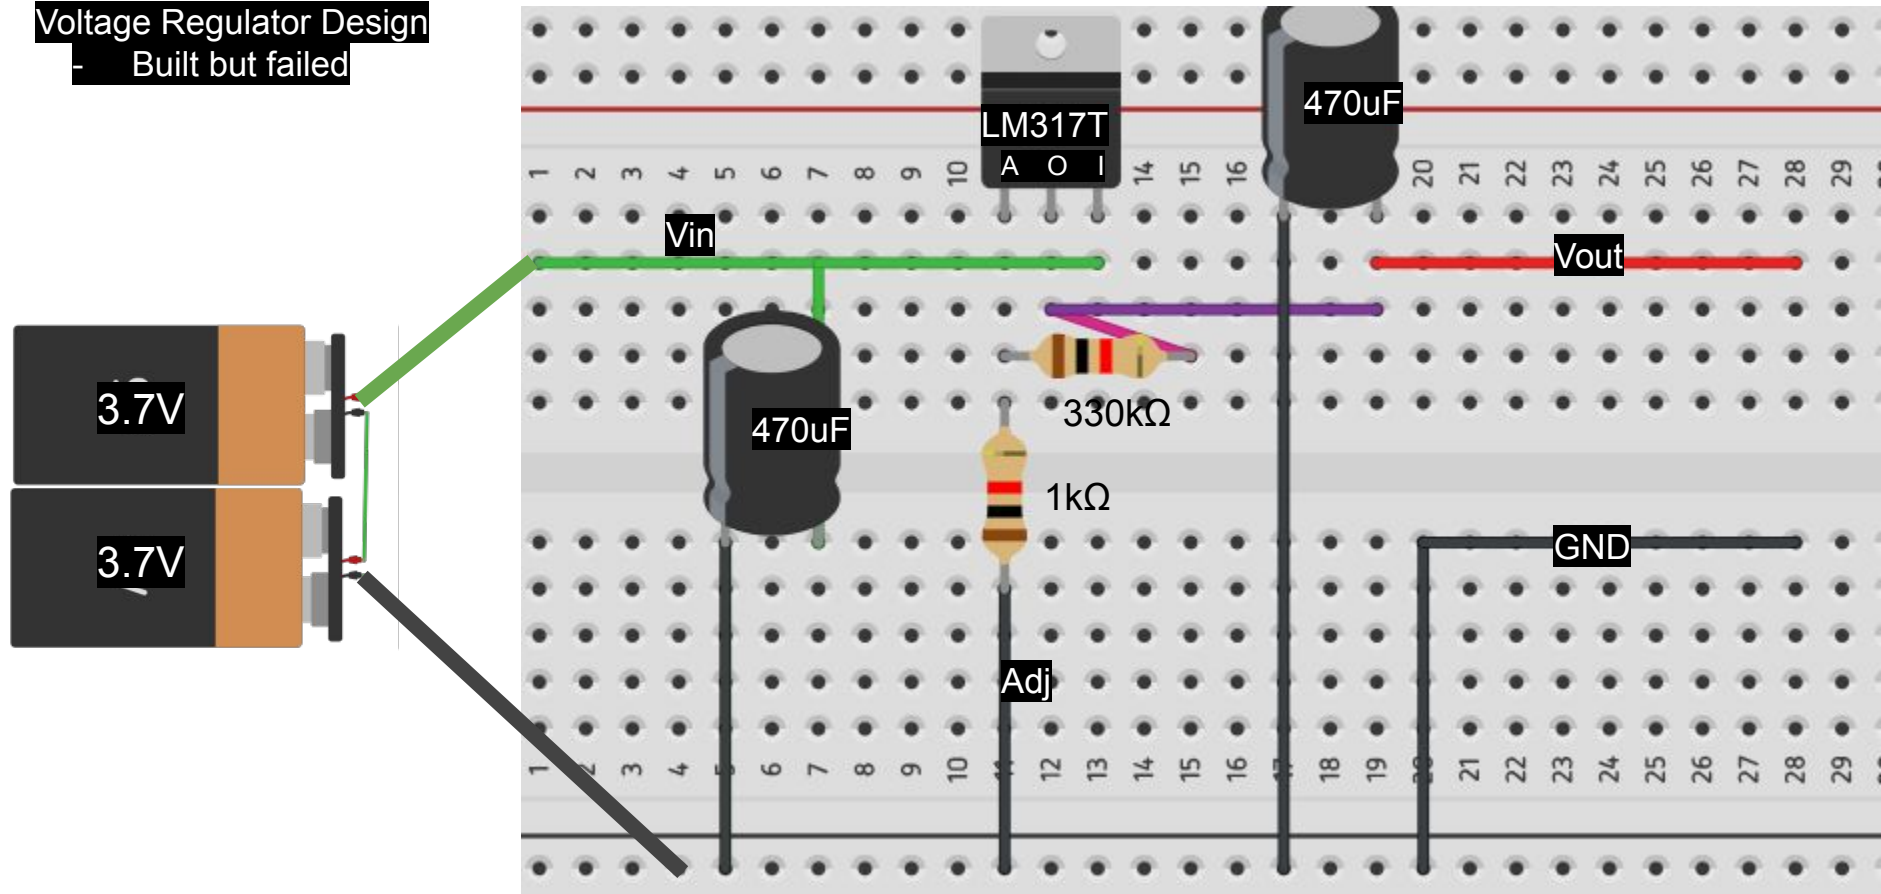 Voltage Regulator Design
- Built but failed
470uF
LM317T
A O I
1 2 3 4 5 6 7 8 9 10 14 15 16 20 21 22 23 24 25 26 27 28 29
Vin
Vout
3.7V
330kΩ
470uF
1kΩ
3.7V
GND
Adj
1 2 3 4 5 6 7 8 9 10 11 12 13 14 15 16 17 18 19 20 21 22 23 24 25 26 27 28 29